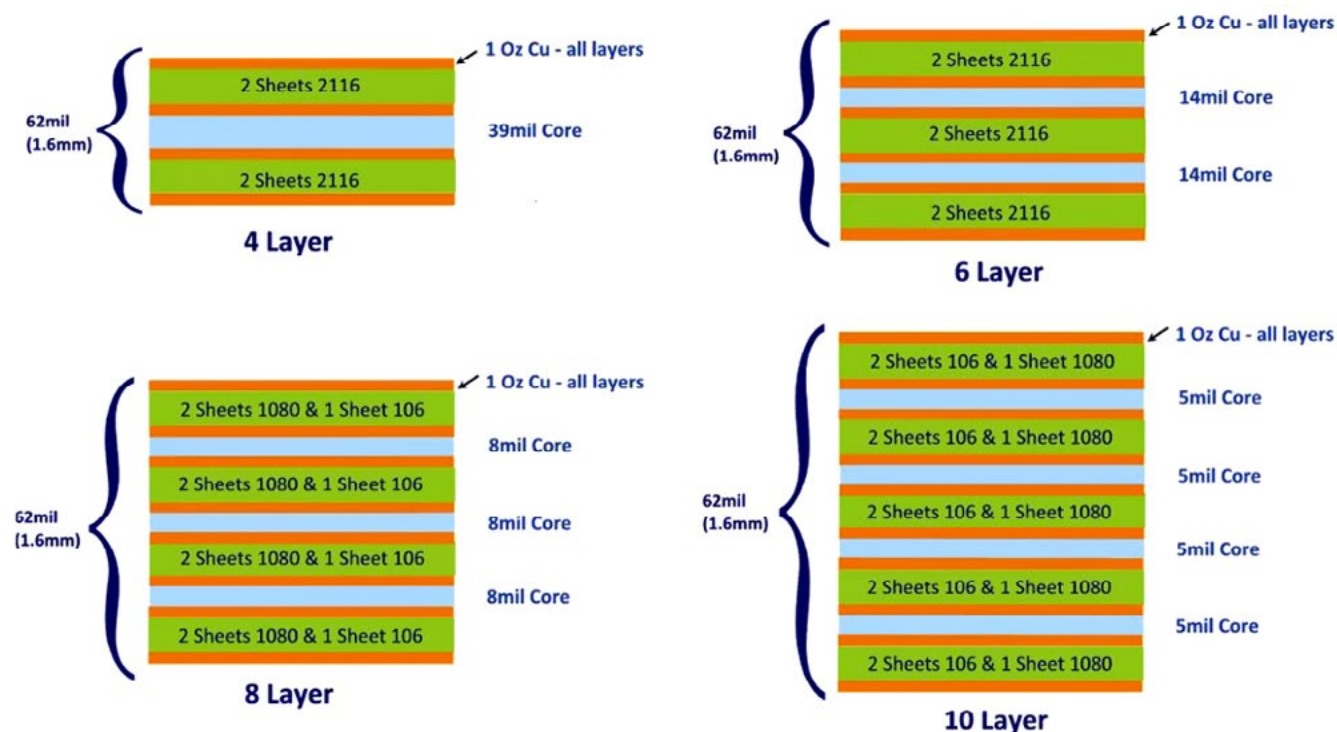 1 Oz Cu - all layers
2 Sheets 2116
62mil
(1.6mm)
39mil Core
2 Sheets 2116
4 Layer
1 Oz Cu - all layers
2 Sheets 2116
14mil Core
62mil
(1.6mm)
2 Sheets 2116
14mil Core
2 Sheets 2116
6 Layer
1 Oz Cu - all layers
2 Sheets 1080 & 1 Sheet 106
8mil Core
2 Sheets 1080 & 1 Sheet 106
62mil
(1.6mm)
8mil Core
2 Sheets 1080 & 1 Sheet 106
8mil Core
2 Sheets 1080 & 1 Sheet 106
8 Layer
1 Oz Cu - all layers
2 Sheets 106 & 1 Sheet 1080
5mil Core
2 Sheets 106 & 1 Sheet 1080
5mil Core
62mil
(1.6mm)
2 Sheets 106 & 1 Sheet 1080
5mil Core
2 Sheets 106 & 1 Sheet 1080
5mil Core
2 Sheets 106 & 1 Sheet 1080
10 Layer